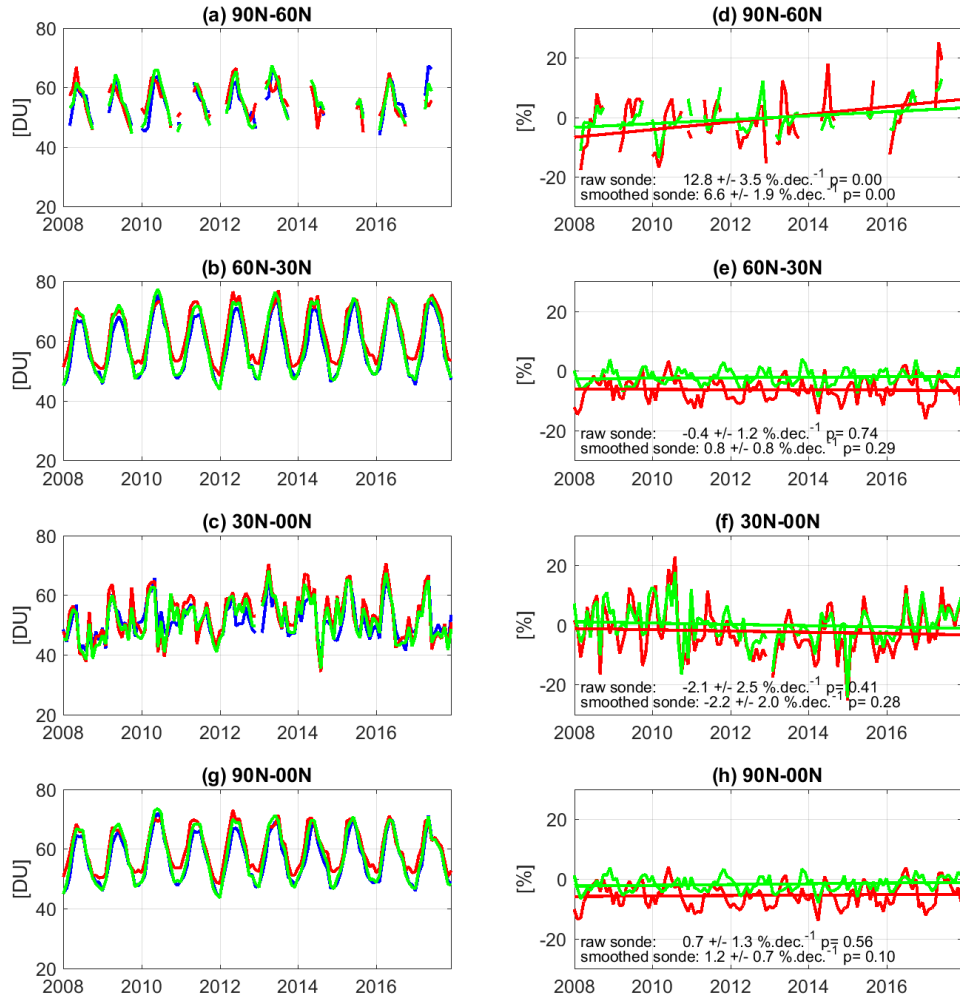 (a) 90N-60N
[DU]
80
60
40
20
2008 2010 2012 2014 2016
(d) 90N-60N
[%]
20
0
-20
raw sonde: 12.8 +/- 3.5 %.dec.-1 p= 0.00
smoothed sonde: 6.6 +/- 1.9 %.dec.-1 p= 0.00
2008 2010 2012 2014 2016
(b) 60N-30N
[DU]
80
60
40
20
2008 2010 2012 2014 2016
(e) 60N-30N
[%]
20
0
-20
raw sonde: -0.4 +/- 1.2 %.dec.-1 p= 0.74
smoothed sonde: 0.8 +/- 0.8 %.dec.-1 p= 0.29
2008 2010 2012 2014 2016
(c) 30N-00N
[DU]
80
60
40
20
2008 2010 2012 2014 2016
(f) 30N-00N
[%]
20
0
-20
raw sonde: -2.1 +/- 2.5 %.dec.-1 p= 0.41
smoothed sonde: -2.2 +/- 2.0 %.dec.-1 p= 0.28
2008 2010 2012 2014 2016
(g) 90N-00N
[DU]
80
60
40
20
2008 2010 2012 2014 2016
(h) 90N-00N
[%]
20
0
-20
raw sonde: 0.7 +/- 1.3 %.dec.-1 p= 0.56
smoothed sonde: 1.2 +/- 0.7 %.dec.-1 p= 0.10
2008 2010 2012 2014 2016